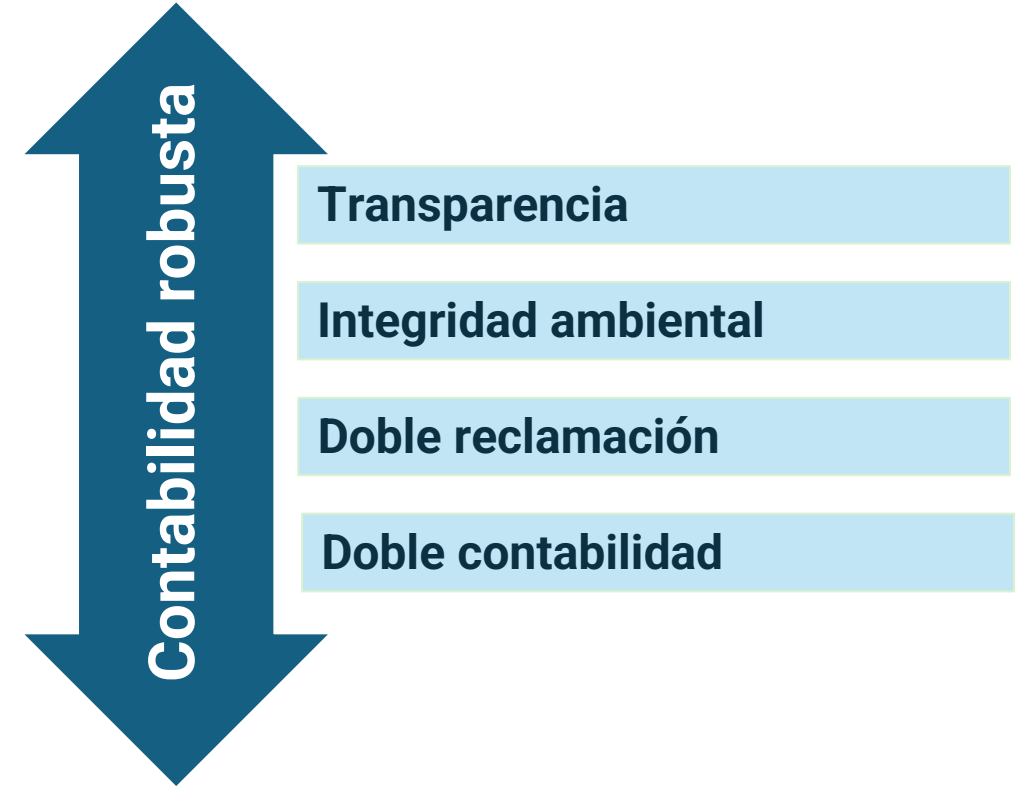 Contabilidad robusta
Transparencia
Integridad ambiental
Doble reclamación
Doble contabilidad